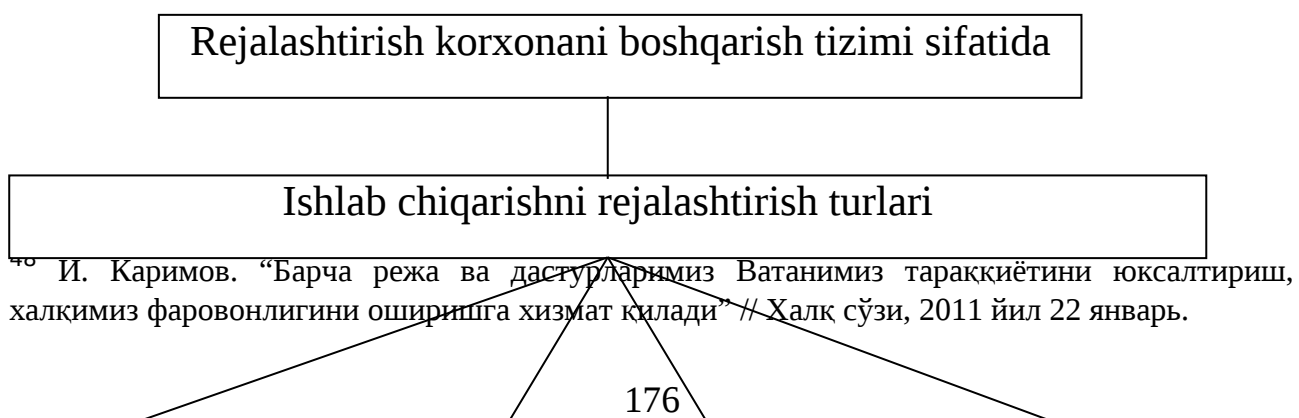 Rejalashtirish korxonani boshqarish tizimi sifatida
Ishlab chiqarishni rejalashtirish turlari
48 И. Каримов. “Барча режа ва дастурларимиз Ватанимиз тараққиётини юксалтириш,
халқимиз фаровонлигини оширишга хизмат қилади” // Халқ сўзи, 2011 йил 22 январь.
176